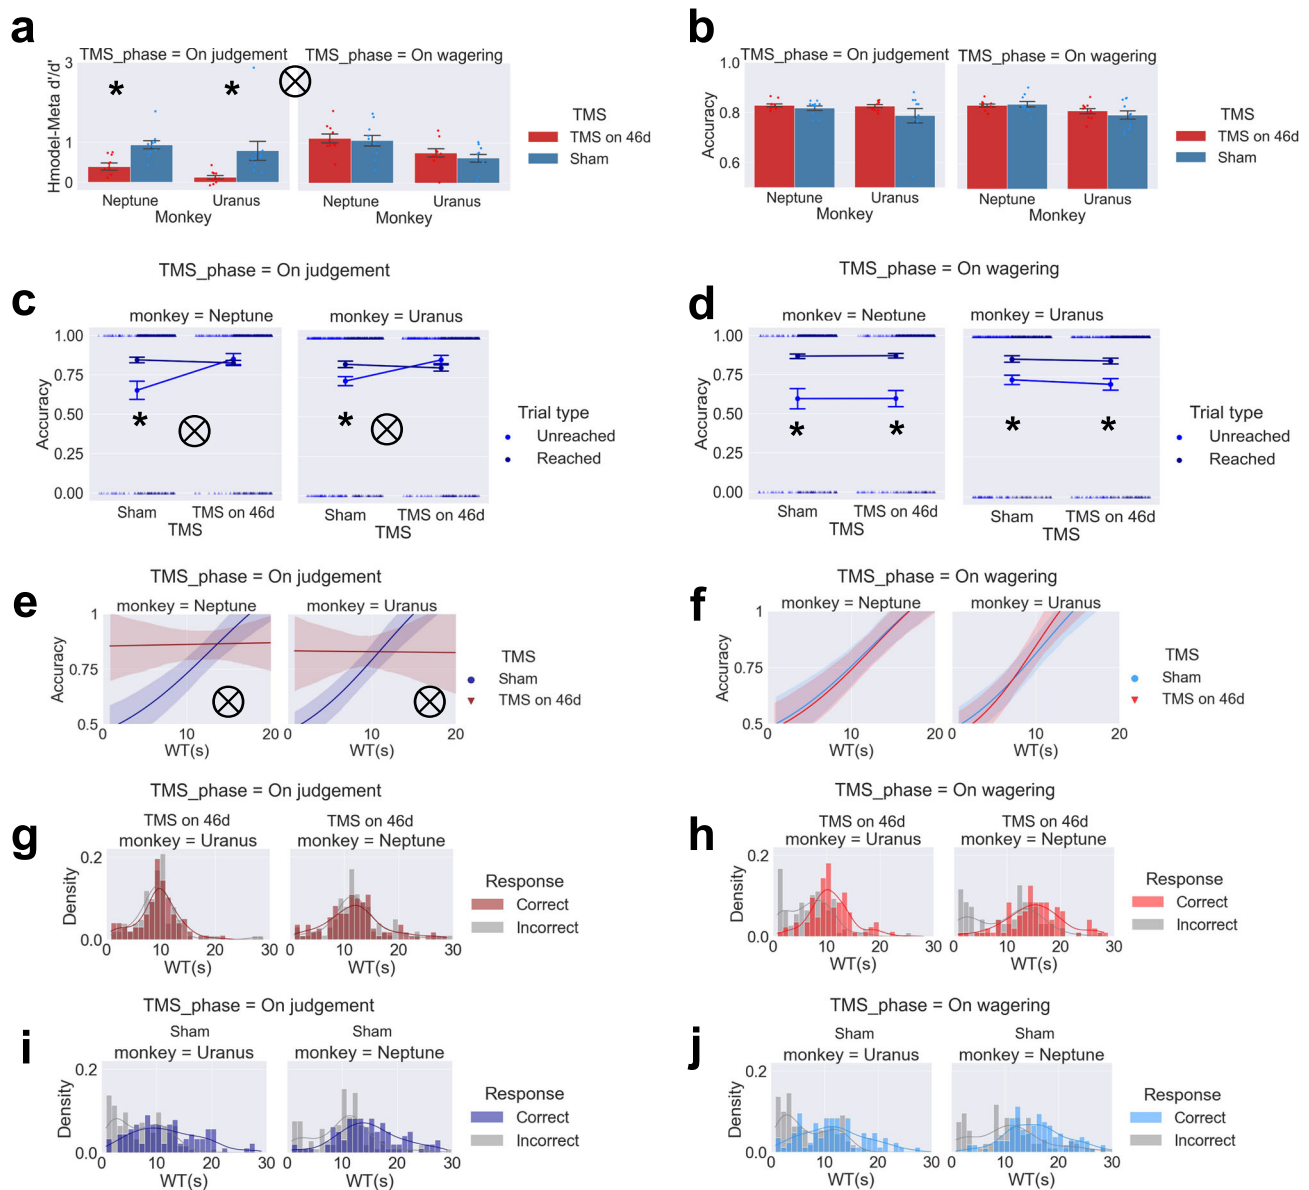 a
TMS_phase = On judgement
TMS_phase = On wagering
Hmodel-Meta d'/d'
3
1
0
*
*
Neptune
Uranus
Neptune
Uranus
Monkey
TMS
TMS on 46d
Sham
b
TMS_phase = On judgement
TMS_phase = On wagering
Accuracy
1.0
0.8
0.6
Neptune
Uranus
Neptune
Uranus
Monkey
TMS
TMS on 46d
Sham
c
TMS_phase = On judgement
monkey = Neptune
monkey = Uranus
Accuracy
1.00
0.75
0.50
0.25
0.00
*
*
Sham
TMS on 46d
Sham
TMS on 46d
TMS
TMS
Trial type
Unreached
Reached
d
TMS_phase = On wagering
monkey = Neptune
monkey = Uranus
Accuracy
1.00
0.75
0.50
0.25
0.00
*
*
*
*
Sham
TMS on 46d
Sham
TMS on 46d
TMS
TMS
Trial type
Unreached
Reached
e
TMS_phase = On judgement
monkey = Neptune
monkey = Uranus
Accuracy
1
0.75
0.5
0
10
20
0
10
20
WT(s)
WT(s)
TMS
Sham
TMS on 46d
f
TMS_phase = On wagering
monkey = Neptune
monkey = Uranus
Accuracy
1
0.75
0.5
0
10
20
0
10
20
WT(s)
WT(s)
TMS
Sham
TMS on 46d
g
TMS_phase = On judgement
TMS on 46d
TMS on 46d
monkey = Uranus
monkey = Neptune
Density
0.2
0.0
0
10
20
30
0
10
20
30
WT(s)
WT(s)
Response
Correct
Incorrect
h
TMS_phase = On wagering
TMS on 46d
TMS on 46d
monkey = Uranus
monkey = Neptune
Density
0.2
0.0
0
10
20
30
0
10
20
30
WT(s)
WT(s)
Response
Correct
Incorrect
i
TMS_phase = On judgement
Sham
Sham
monkey = Uranus
monkey = Neptune
Density
0.2
0.0
0
10
20
30
0
10
20
30
WT(s)
WT(s)
Response
Correct
Incorrect
j
TMS_phase = On wagering
Sham
Sham
monkey = Uranus
monkey = Neptune
Density
0.2
0.0
0
10
20
30
0
10
20
30
WT(s)
WT(s)
Response
Correct
Incorrect